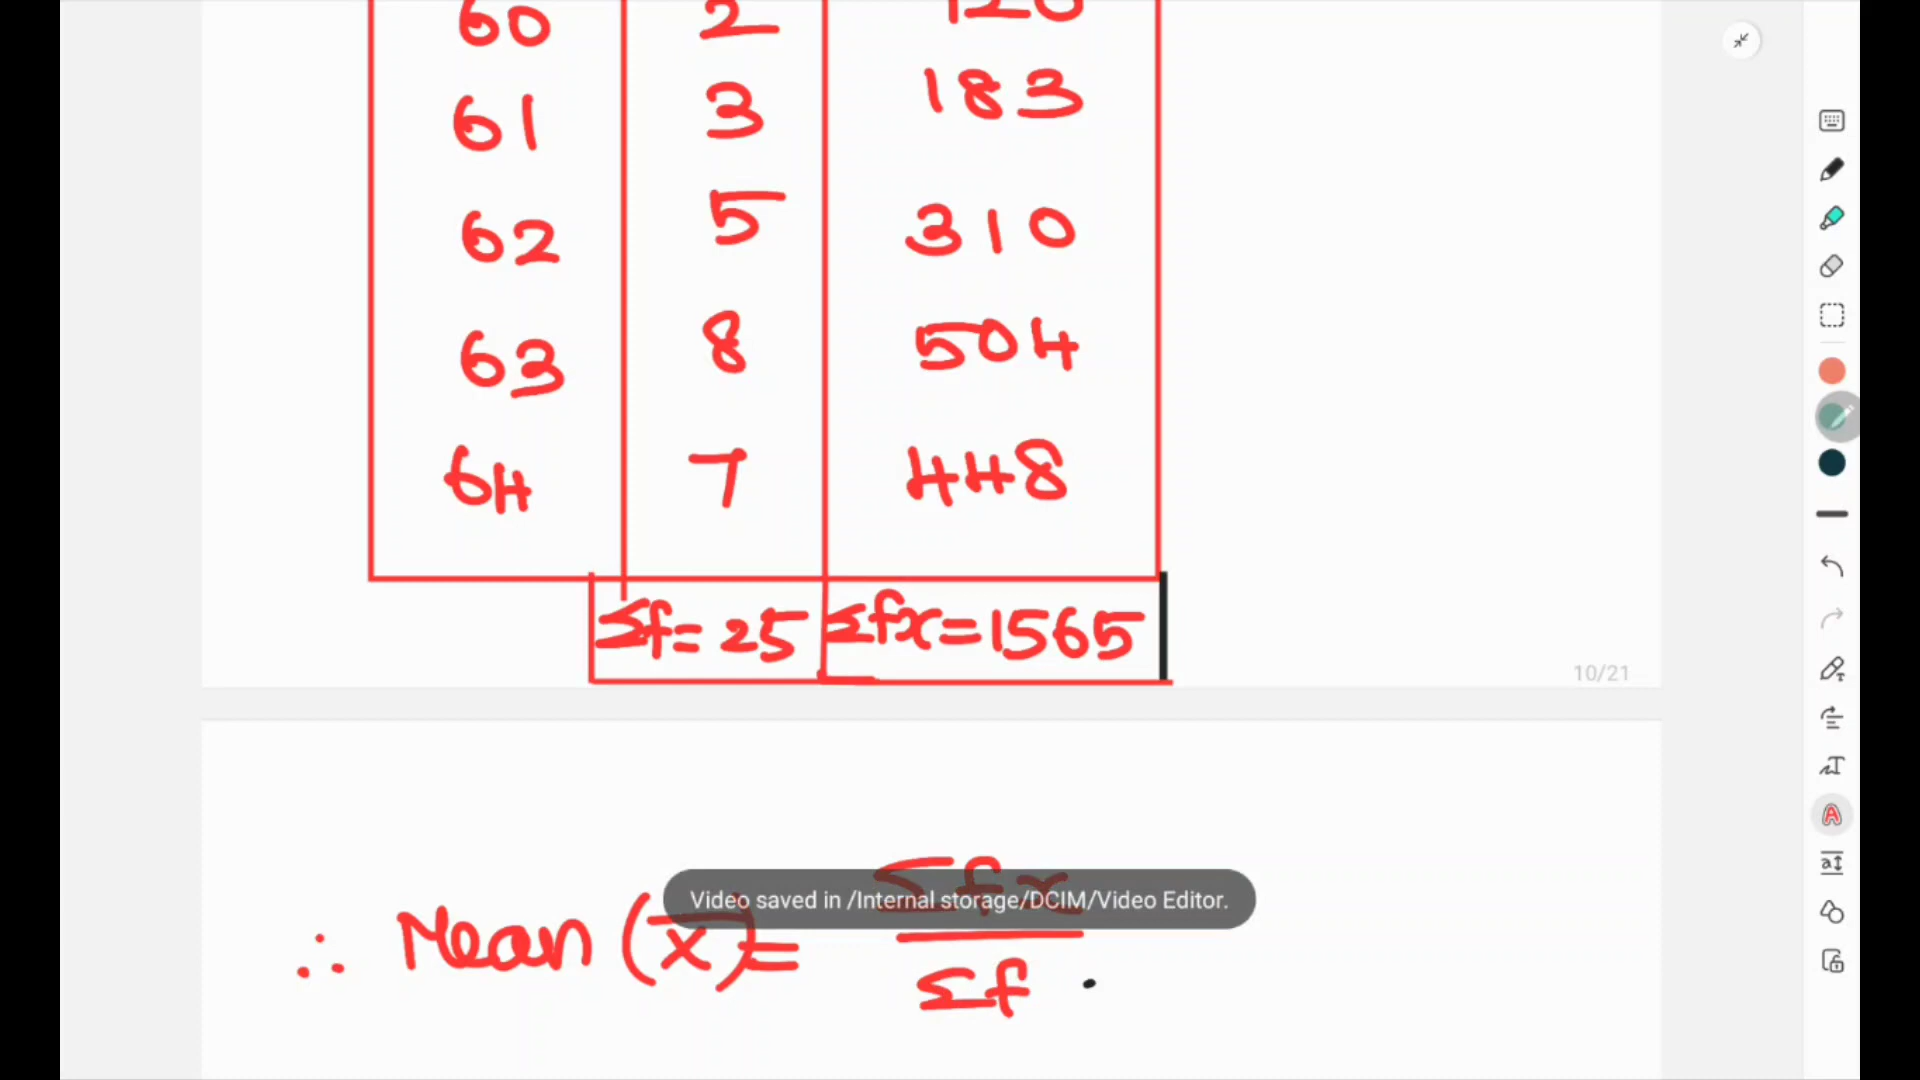 60 2 120
61 3 183
62 5 310
63 8 504
64 7 448
Σf= 25 Σfx=1565
10/21
Σfx
Video saved in /Internal storage/DCIM/Video Editor.
∴ Mean (x̄)=
Σf .